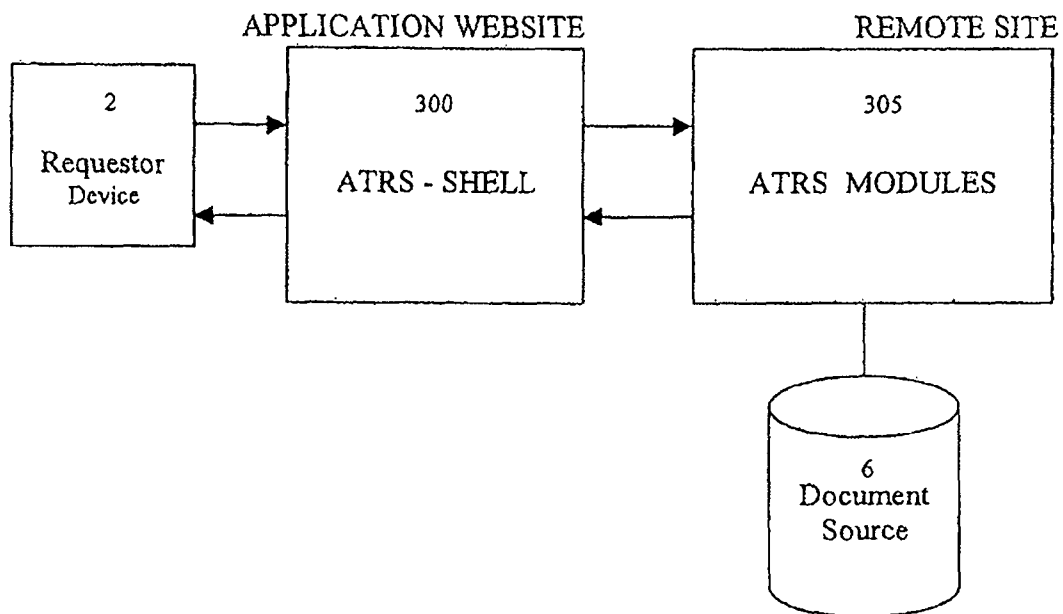 APPLICATION WEBSITE
REMOTE SITE
2
Requestor
Device
300
ATRS - SHELL
305
ATRS MODULES
6
Document
Source